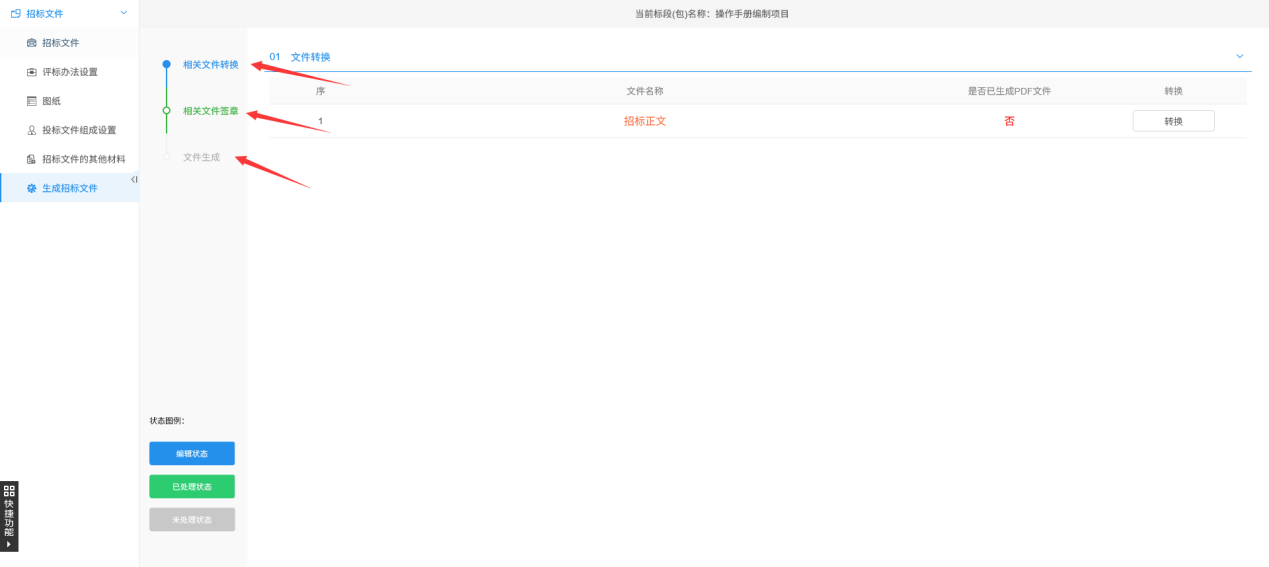 招标文件
当前标段(包)名称：操作手册编制项目
招标文件
评标办法设置
图纸
投标文件组成设置
招标文件的其他材料
生成招标文件
相关文件转换
相关文件签章
文件生成
01 文件转换
序 文件名称 是否已生成PDF文件 转换
1 招标正文 否 转换
状态图例：
编辑状态
已处理状态
未处理状态
快捷功能